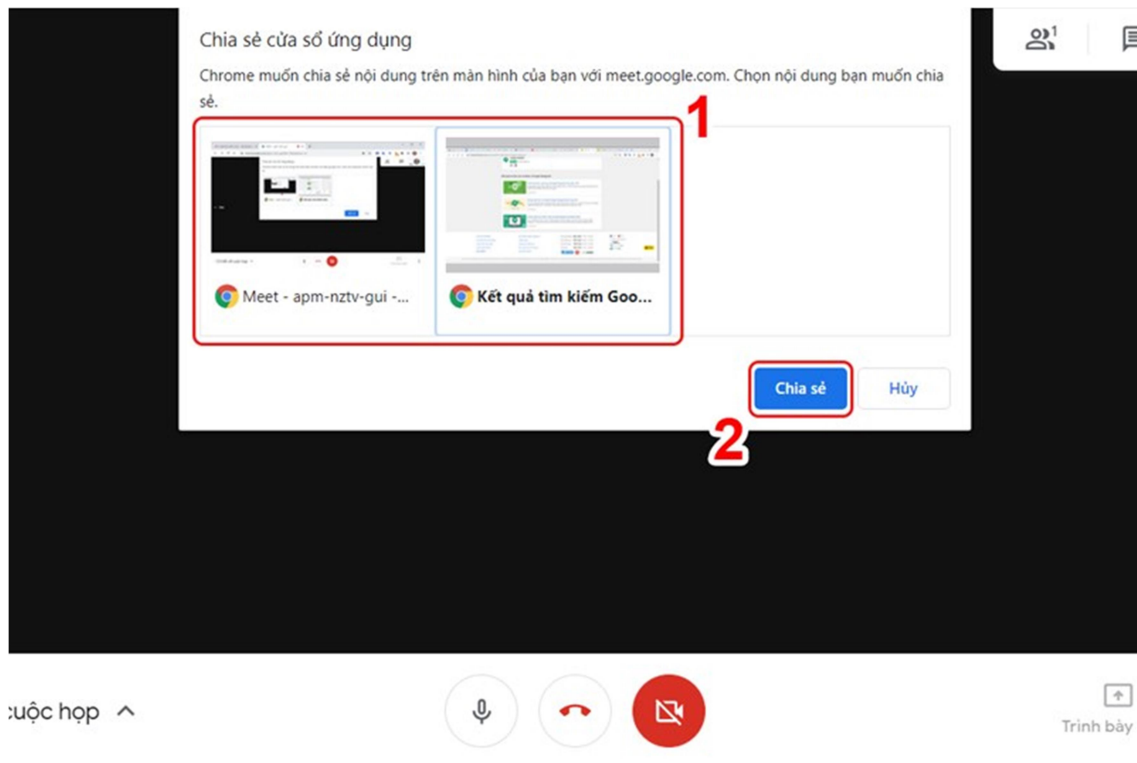 Chia sẻ cửa sổ ứng dụng
1
Chrome muốn chia sẻ nội dung trên màn hình của bạn với meet.google.com. Chọn nội dung bạn muốn chia
sẻ.
1
Meet - apm-nztv-gui -...
Kết quả tìm kiếm Goo...
Chia sẻ
Hủy
2
cuộc họp
Trình bày